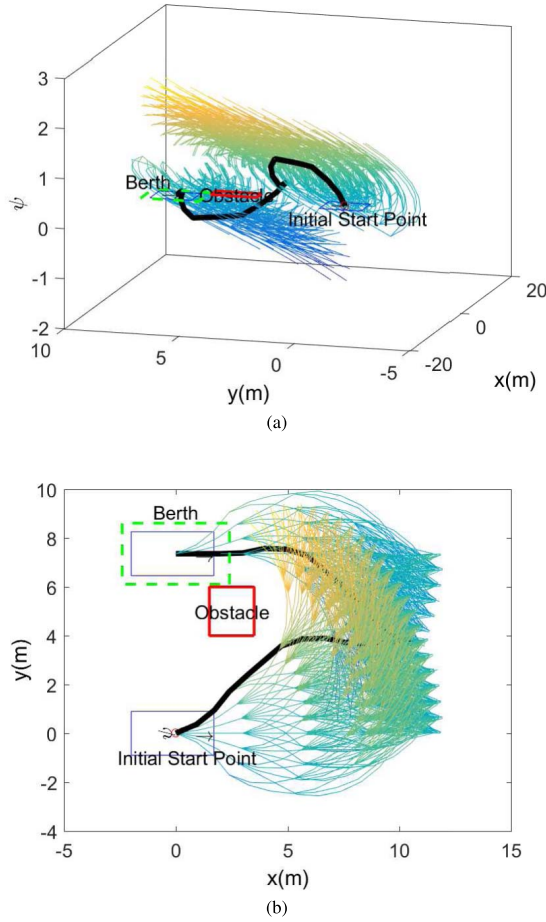 3
2
1
0
-1
-2
ψ
Berth
Obstacle
Initial Start Point
10
5
0
-5
y(m)
-20
0
20
x(m)
(a)
10
8
6
4
2
0
-2
-4
y(m)
Berth
Obstacle
ψ
Initial Start Point
-5
0
5
10
15
x(m)
(b)